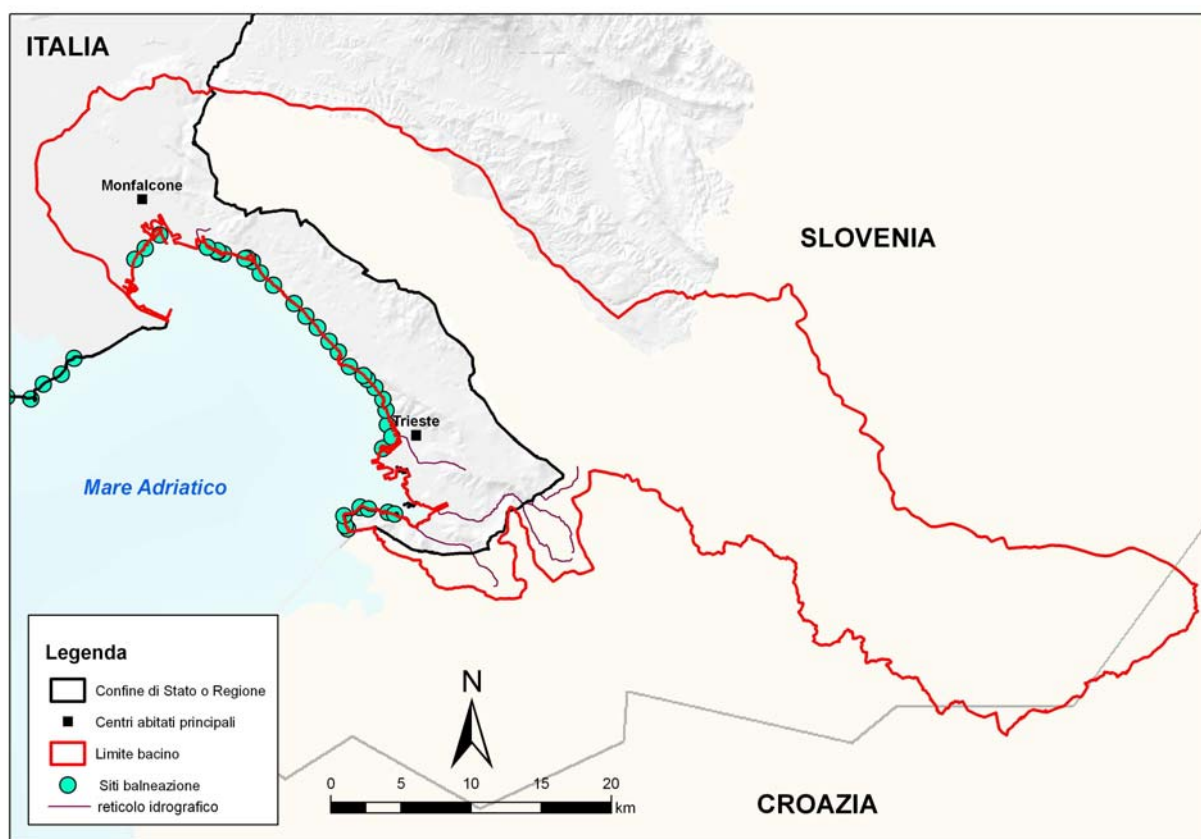 ITALIA
Monfalcone
SLOVENIA
Trieste
Mare Adriatico
Legenda
Confine di Stato o Regione
Centri abitati principali
Limite bacino
Siti balneazione
reticolo idrografico
N
0 5 10 15 20
km
CROAZIA